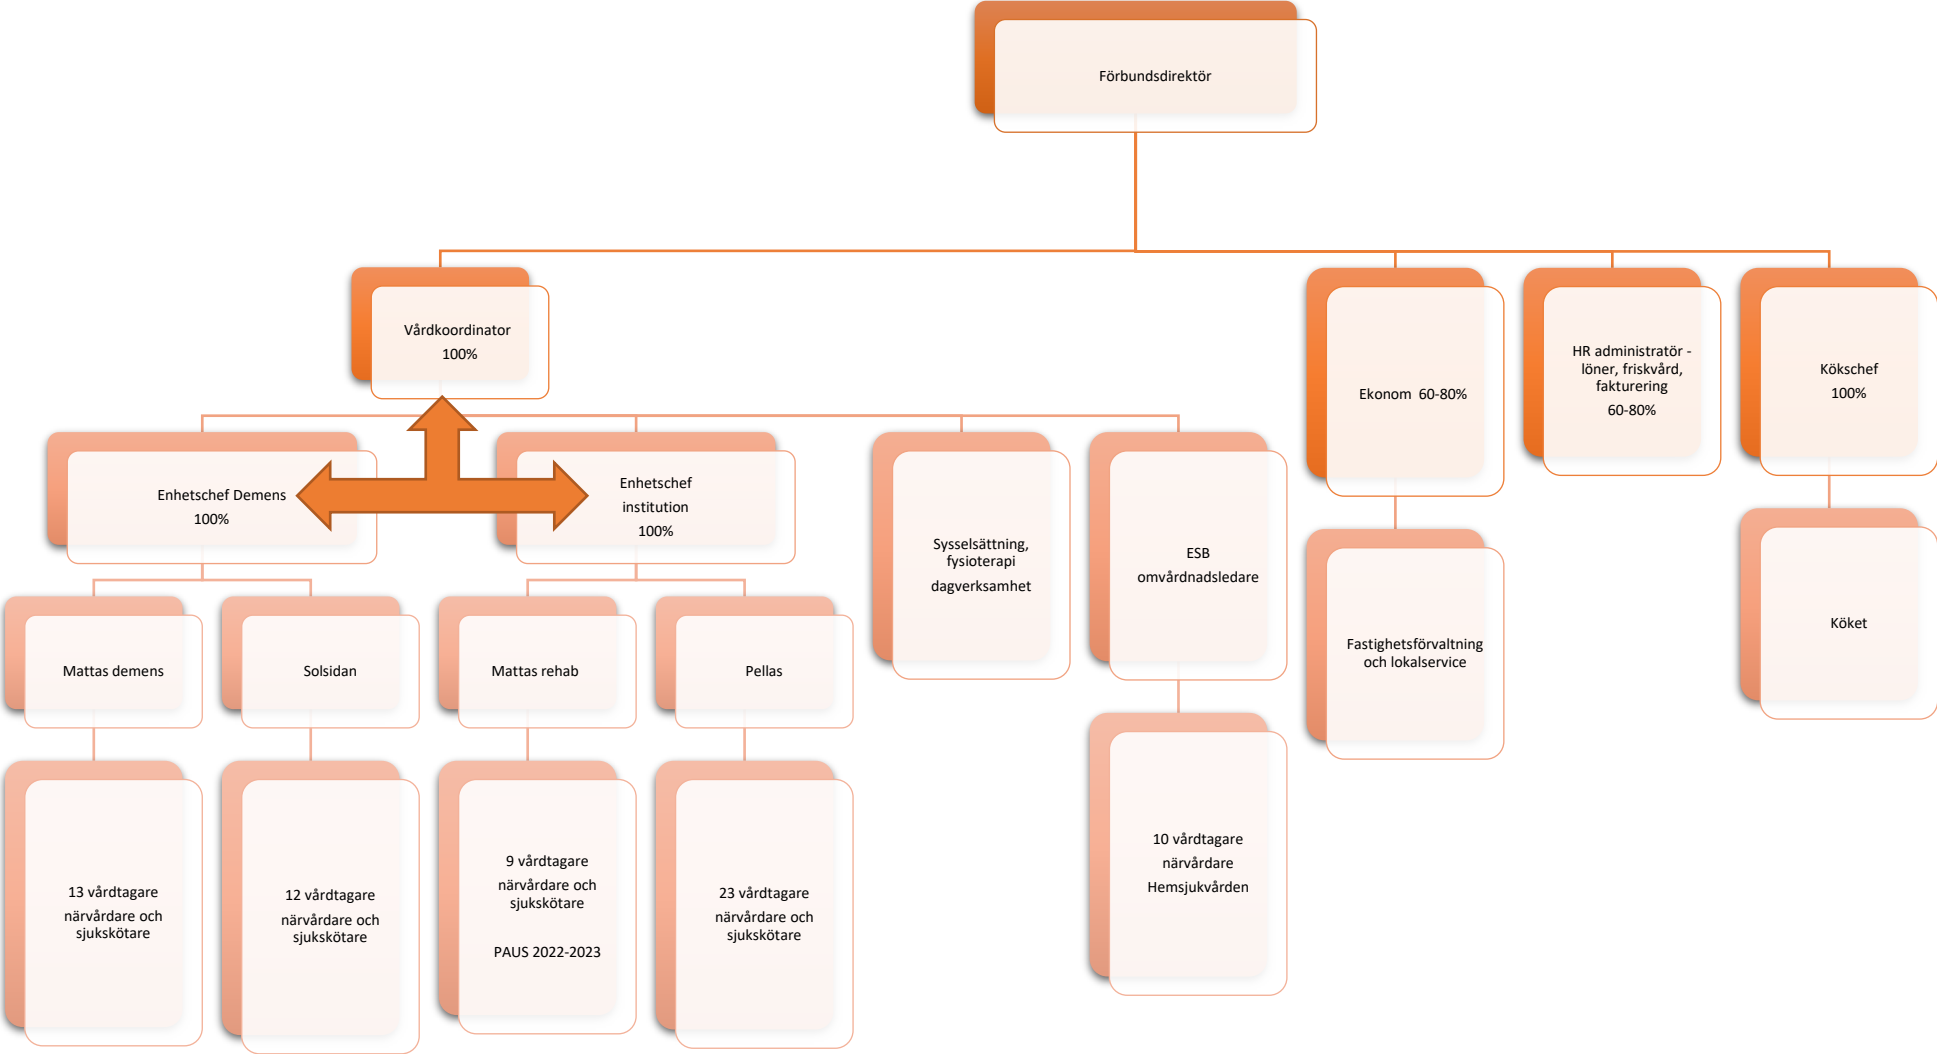 Förbundsdirektör
Vårdkoordinator
100%
Ekonom  60-80%
HR administratör -
löner, friskvård,
fakturering
60-80%
Kökschef
100%
Enhetschef Demens
100%
Enhetschef
institution
100%
Sysselsättning,
fysioterapi
dagverksamhet
ESB
omvårdnadsledare
Fastighetsförvaltning
och lokalservice
Köket
Mattas demens
Solsidan
Mattas rehab
Pellas
13 vårdtagare
närvårdare och
sjukskötare
12 vårdtagare
närvårdare och
sjukskötare
9 vårdtagare
närvårdare och
sjukskötare
PAUS 2022-2023
23 vårdtagare
närvårdare och
sjukskötare
10 vårdtagare
närvårdare
Hemsjukvården